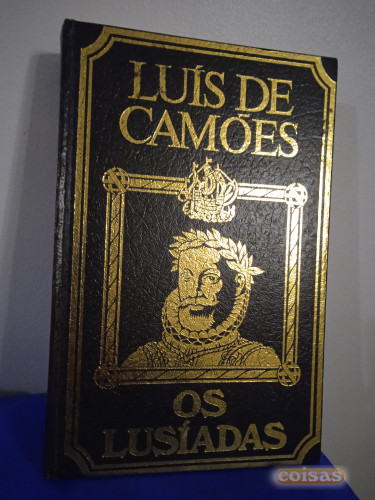 LUÍS DE
CAMÕES
OS
LUSÍADAS
coisas